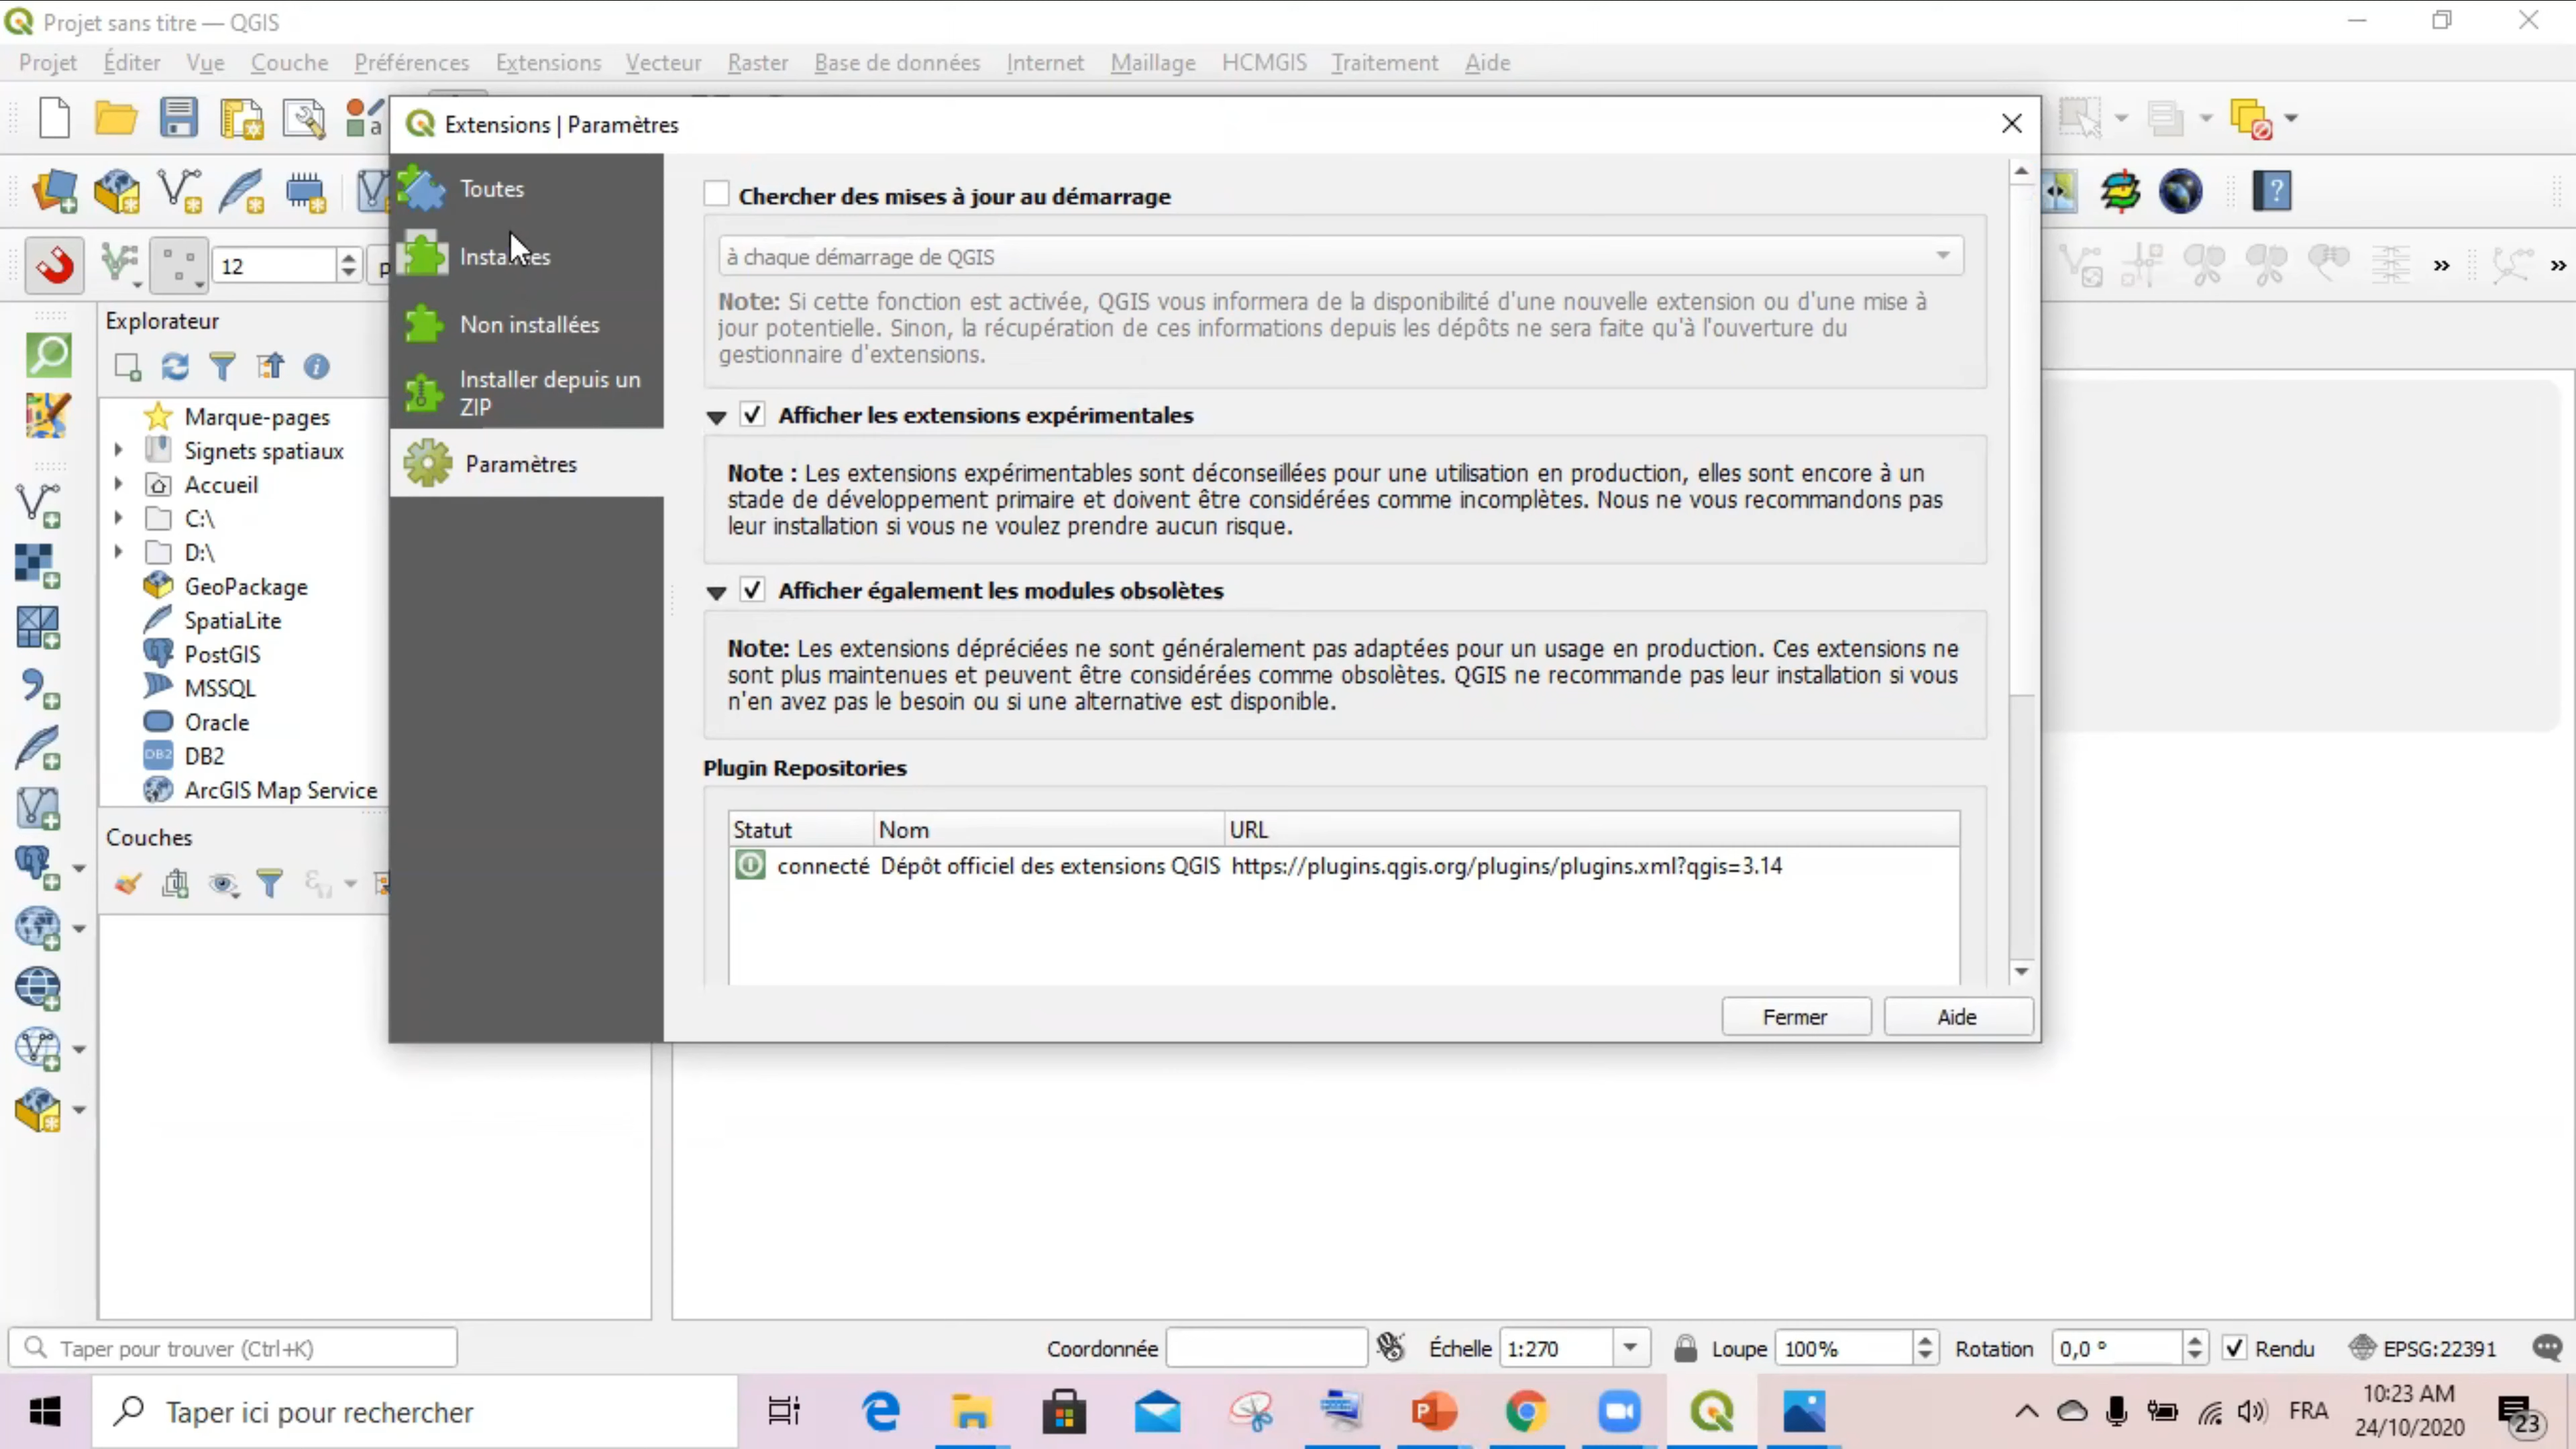 Projet sans titre — QGIS
Projet Éditer Vue Couche Préférences Extensions Vecteur Raster Base de données Internet Maillage HCMGIS Traitement Aide
Extensions | Paramètres
Toutes
Installées
Non installées
Installer depuis un
ZIP
Paramètres
Chercher des mises à jour au démarrage
à chaque démarrage de QGIS
Note: Si cette fonction est activée, QGIS vous informera de la disponibilité d'une nouvelle extension ou d'une mise à
jour potentielle. Sinon, la récupération de ces informations depuis les dépôts ne sera faite qu'à l'ouverture du
gestionnaire d'extensions.
Afficher les extensions expérimentales
Note : Les extensions expérimentables sont déconseillées pour une utilisation en production, elles sont encore à un
stade de développement primaire et doivent être considérées comme incomplètes. Nous ne vous recommandons pas
leur installation si vous ne voulez prendre aucun risque.
Afficher également les modules obsolètes
Note: Les extensions dépréciées ne sont généralement pas adaptées pour un usage en production. Ces extensions ne
sont plus maintenues et peuvent être considérées comme obsolètes. QGIS ne recommande pas leur installation si vous
n'en avez pas le besoin ou si une alternative est disponible.
Plugin Repositories
Statut Nom URL
connecté Dépôt officiel des extensions QGIS https://plugins.qgis.org/plugins/plugins.xml?qgis=3.14
Fermer Aide
12
Explorateur
Marque-pages
Signets spatiaux
Accueil
C:\
D:\
GeoPackage
SpatiaLite
PostGIS
MSSQL
Oracle
DB2 DB2
ArcGIS Map Service
Couches
Taper pour trouver (Ctrl+K) Coordonnée Échelle 1:270 Loupe 100% Rotation 0,0 ° Rendu EPSG:22391
Taper ici pour rechercher
FRA
10:23 AM
24/10/2020
23